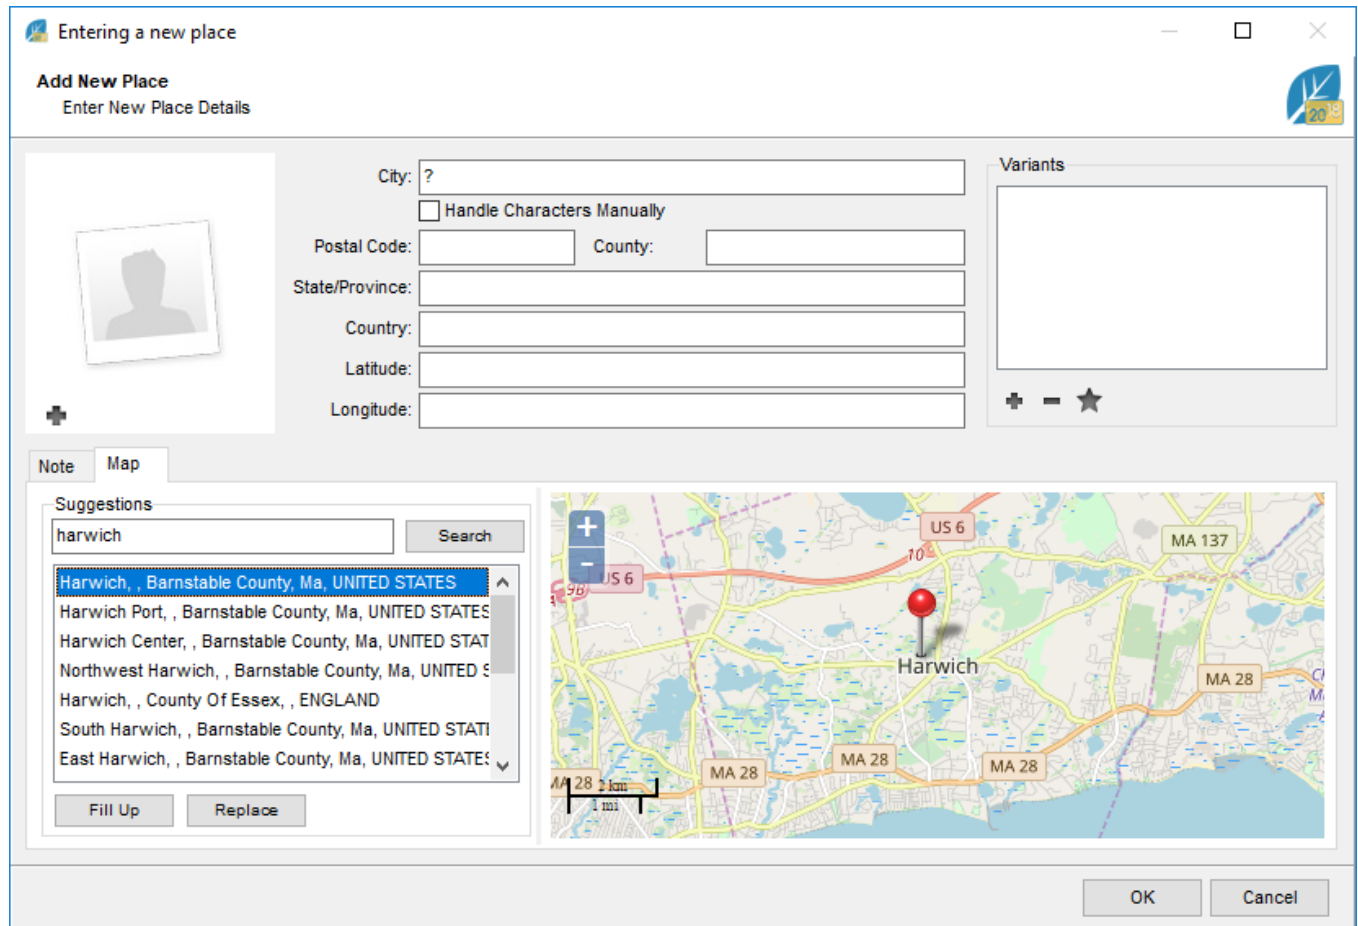 Entering a new place
Add New Place
Enter New Place Details
2018
City: ?
Handle Characters Manually
Postal Code: County:
State/Province:
Country:
Latitude:
Longitude:
Variants
Note Map
Suggestions
harwich Search
Harwich, , Barnstable County, Ma, UNITED STATES
Harwich Port, , Barnstable County, Ma, UNITED STATES
Harwich Center, , Barnstable County, Ma, UNITED STAT
Northwest Harwich, , Barnstable County, Ma, UNITED S
Harwich, , County Of Essex, , ENGLAND
South Harwich, , Barnstable County, Ma, UNITED STATE
East Harwich, , Barnstable County, Ma, UNITED STATES
Fill Up Replace
+
-
US 6
10
MA 137
US 6
9B
Harwich
MA 28
MA 28
MA 28
MA 28
MA 28
2 km
1 mi
OK Cancel